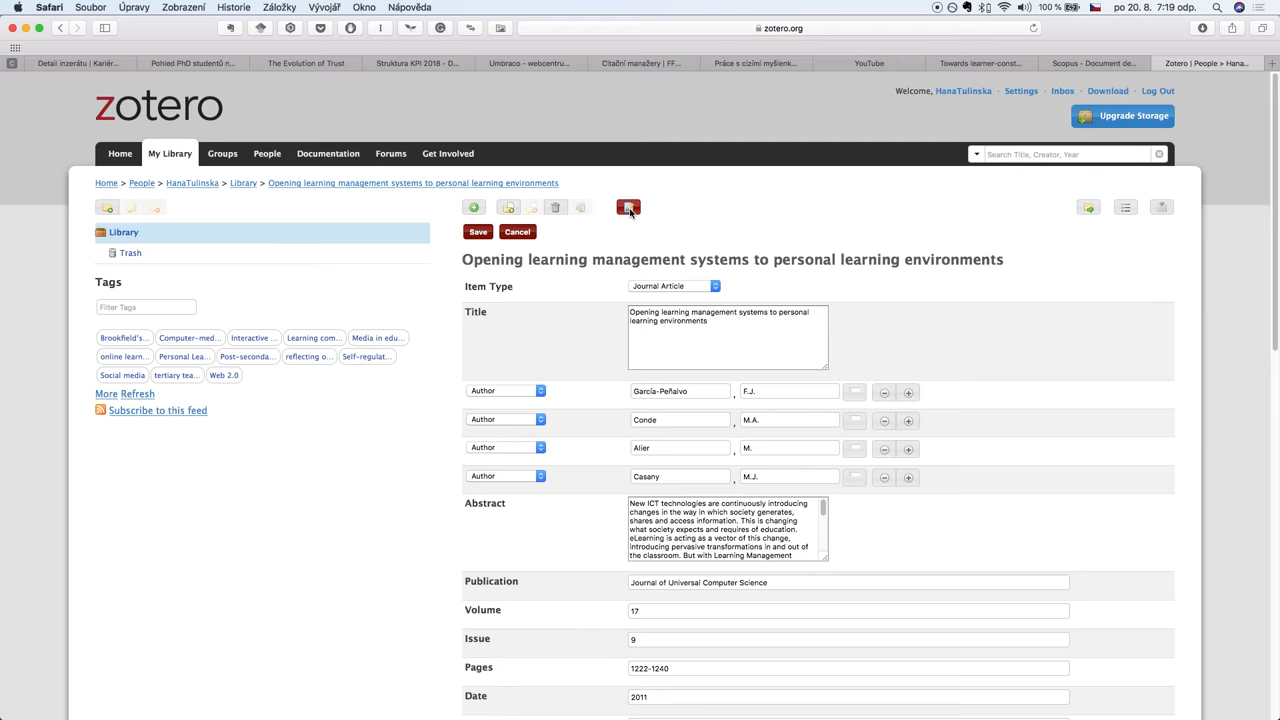 Safari Soubor Úpravy Zobrazení Historie Záložky Vývojář Okno Nápověda 100 % po 20. 8. 7:19 odp.
zotero.org
Detail inzerátu | Kariér... Pohled PhD studentů n... The Evolution of Trust Struktura KPI 2018 - D... Umbraco - webcentru... Citační manažery | FF... Práce s cizími myšlenk... YouTube Towards learner-const... Scopus - Document de... Zotero | People > Hana...
zotero
Welcome, HanaTulinska · Settings · Inbox · Download · Log Out
Upgrade Storage
Home My Library Groups People Documentation Forums Get Involved Search Title, Creator, Year
Home > People > HanaTulinska > Library > Opening learning management systems to personal learning environments
Library
Trash
Tags
Filter Tags
Brookfield's... Computer-med... Interactive ... Learning com... Media in edu...
online learn... Personal Lea... Post-seconda... reflecting o... Self-regulat...
Social media tertiary tea... Web 2.0
More Refresh
Subscribe to this feed
Save Cancel
Opening learning management systems to personal learning environments
Item Type Journal Article
Title Opening learning management systems to personal
learning environments
Author García-Peñalvo , F.J.
Author Conde , M.A.
Author Alier , M.
Author Casany , M.J.
Abstract New ICT technologies are continuously introducing
changes in the way in which society generates,
shares and access information. This is changing
what society expects and requires of education.
eLearning is acting as a vector of this change,
introducing pervasive transformations in and out of
the classroom. But with Learning Management
Publication Journal of Universal Computer Science
Volume 17
Issue 9
Pages 1222-1240
Date 2011